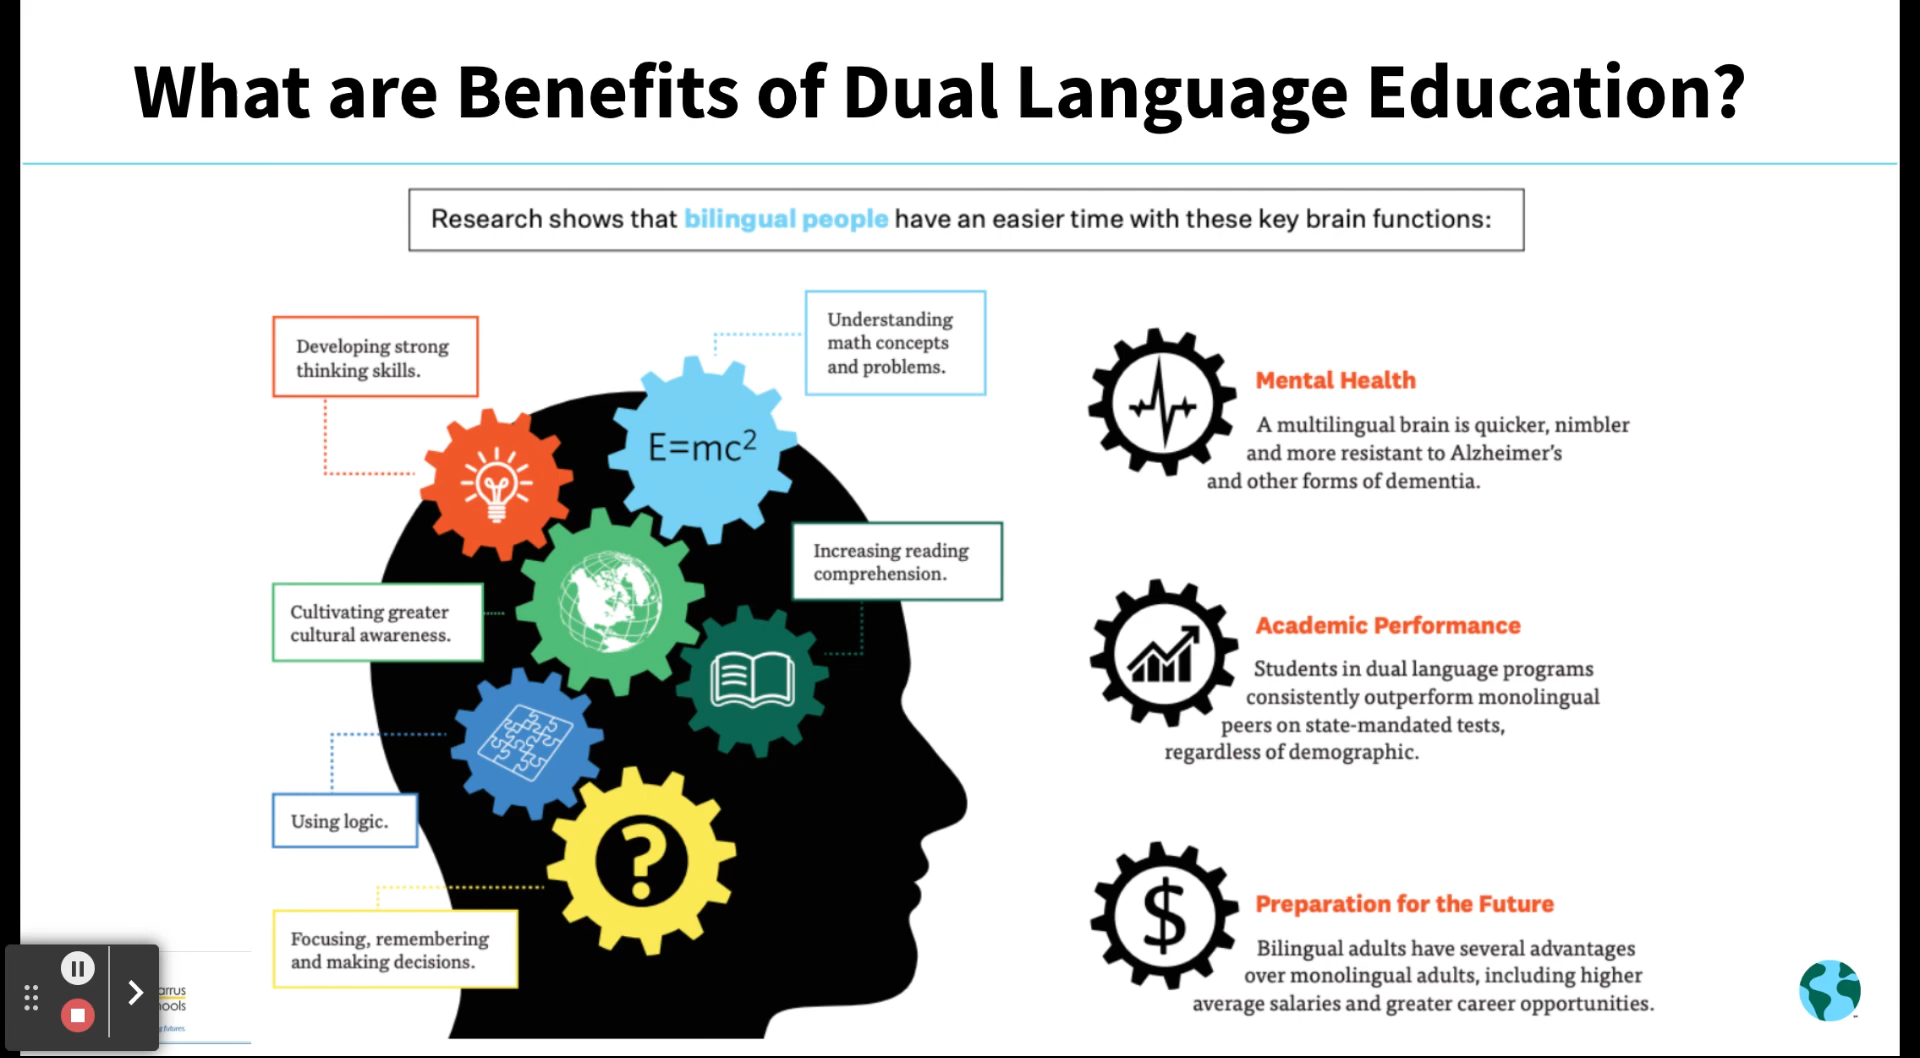 What are Benefits of Dual Language Education?
Research shows that bilingual people have an easier time with these key brain functions:
Developing strong
thinking skills.
Understanding
math concepts
and problems.
E=mc²
Increasing reading
comprehension.
Cultivating greater
cultural awareness.
Using logic.
?
Focusing, remembering
and making decisions.
Mental Health
A multilingual brain is quicker, nimbler
and more resistant to Alzheimer's
and other forms of dementia.
Academic Performance
Students in dual language programs
consistently outperform monolingual
peers on state-mandated tests,
regardless of demographic.
$
Preparation for the Future
Bilingual adults have several advantages
over monolingual adults, including higher
average salaries and greater career opportunities.
arrus
ools
futures.